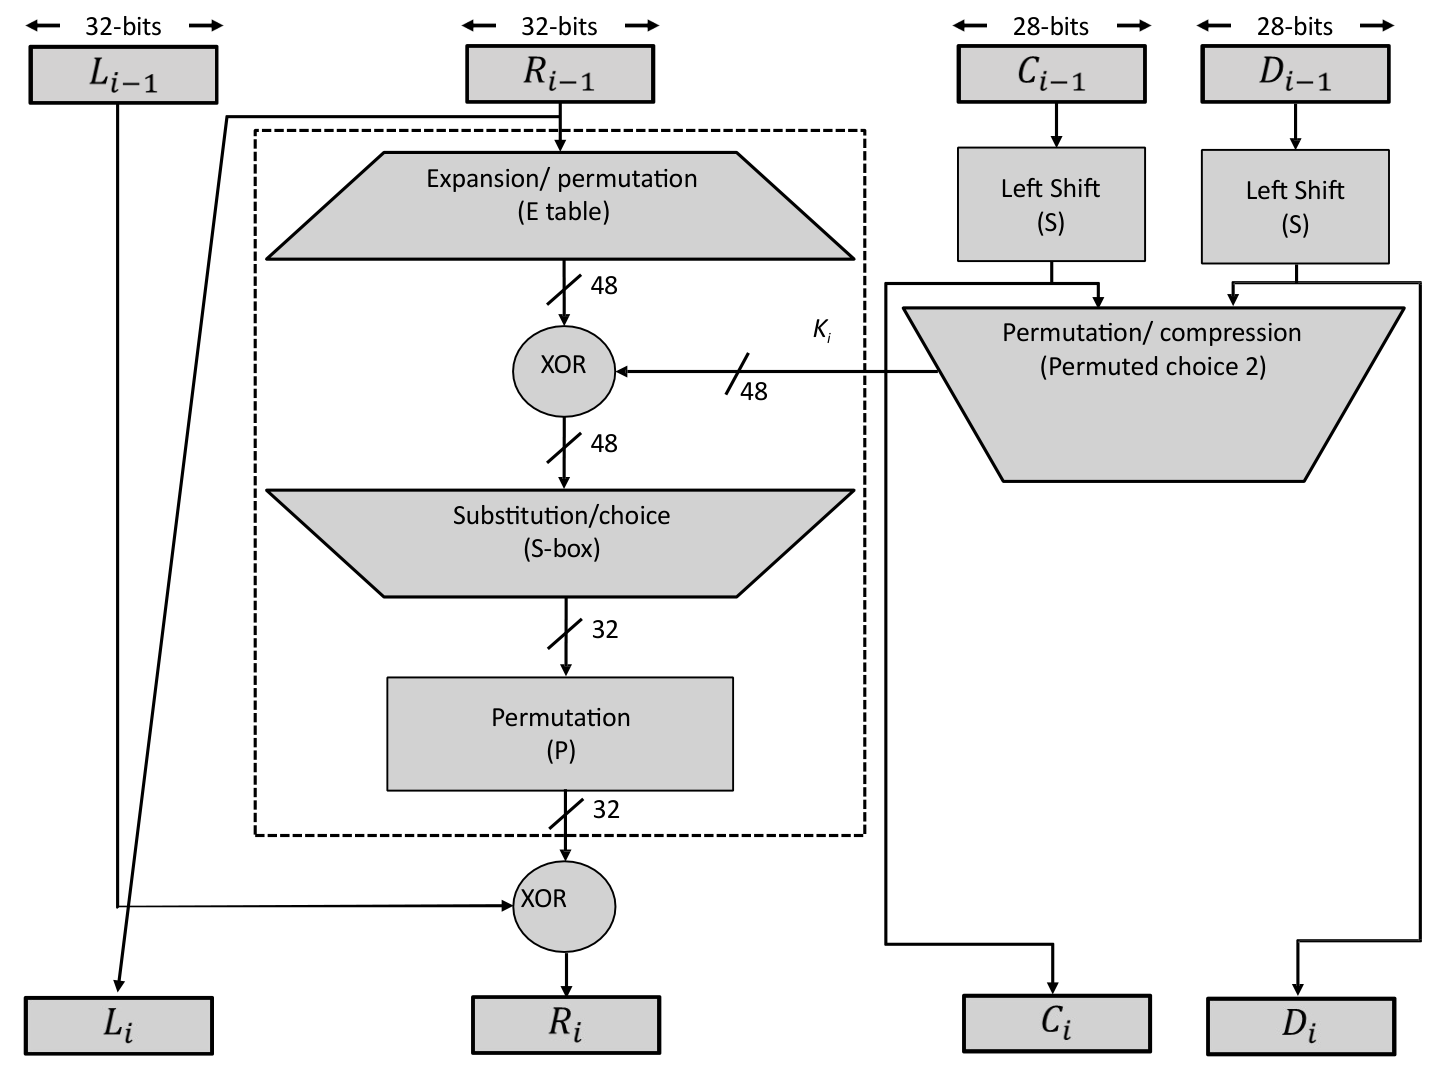 32-bits
32-bits
28-bits
28-bits
L_{i−1}
R_{i−1}
C_{i−1}
D_{i−1}
Expansion/ permutation
(E table)
Left Shift
(S)
Left Shift
(S)
48
XOR
K_i
48
Permutation/ compression
(Permuted choice 2)
48
Substitution/choice
(S-box)
32
Permutation
(P)
32
XOR
L_i
R_i
C_i
D_i